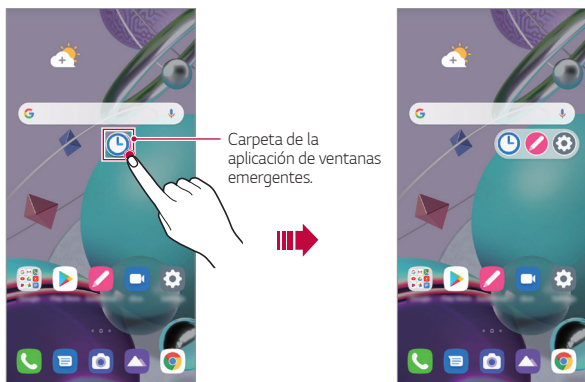 G
Carpeta de la
aplicación de ventanas
emergentes.
G